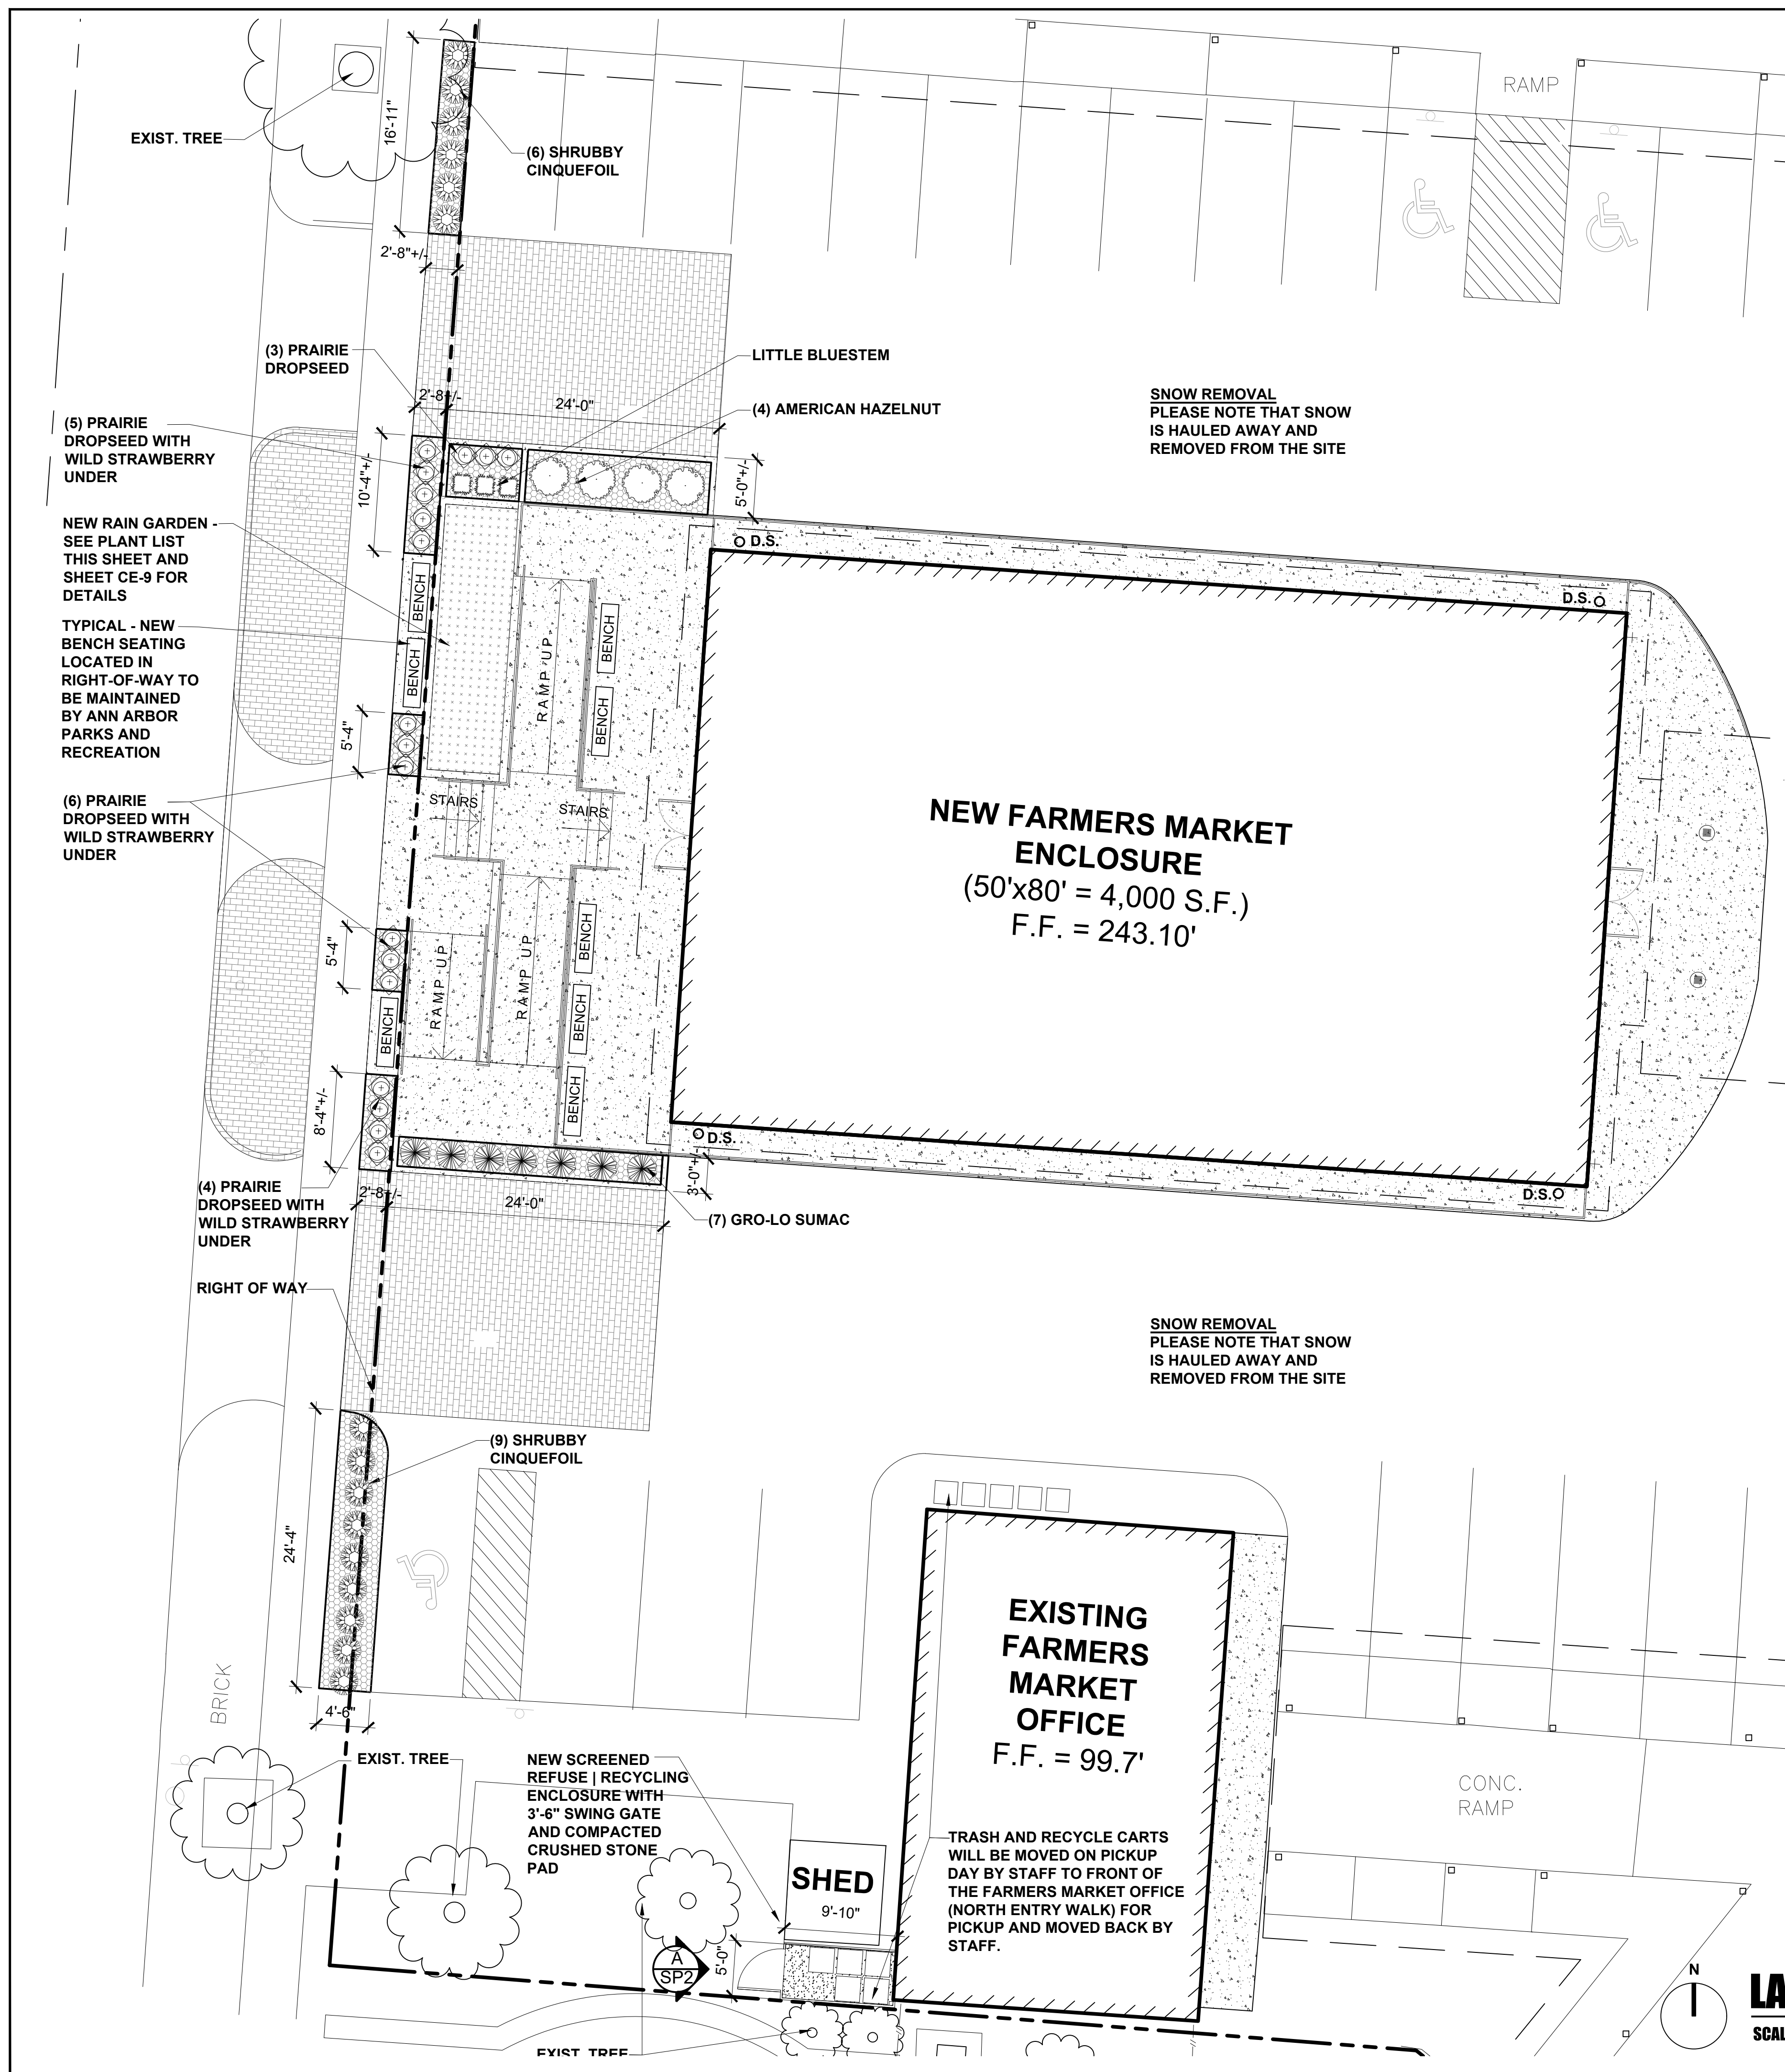 RAMP
16'-11"
EXIST. TREE
(6) SHRUBBY
CINQUEFOIL
2'-8"+/-
(3) PRAIRIE
DROPSEED
LITTLE BLUESTEM
2'-8+/-
24'-0"
(4) AMERICAN HAZELNUT
SNOW REMOVAL
PLEASE NOTE THAT SNOW
IS HAULED AWAY AND
REMOVED FROM THE SITE
(5) PRAIRIE
DROPSEED WITH
WILD STRAWBERRY
UNDER
10'-4"+/-
5'-0"+/-
NEW RAIN GARDEN -
SEE PLANT LIST
THIS SHEET AND
SHEET CE-9 FOR
DETAILS
D.S.
D.S.
BENCH
BENCH
RAMP UP
BENCH
BENCH
TYPICAL - NEW
BENCH SEATING
LOCATED IN
RIGHT-OF-WAY TO
BE MAINTAINED
BY ANN ARBOR
PARKS AND
RECREATION
5'-4"
(6) PRAIRIE
DROPSEED WITH
WILD STRAWBERRY
UNDER
STAIRS
STAIRS
NEW FARMERS MARKET
ENCLOSURE
(50'x80' = 4,000 S.F.)
F.F. = 243.10'
5'-4"
RAMP UP
RAMP UP
BENCH
BENCH
BENCH
BENCH
8'-4"+/-
D.S.
D.S.
3'-0"+/-
(4) PRAIRIE
DROPSEED WITH
WILD STRAWBERRY
UNDER
2'-8+/-
24'-0"
(7) GRO-LO SUMAC
RIGHT OF WAY
SNOW REMOVAL
PLEASE NOTE THAT SNOW
IS HAULED AWAY AND
REMOVED FROM THE SITE
(9) SHRUBBY
CINQUEFOIL
24'-4"
BRICK
4'-6"
EXISTING
FARMERS
MARKET
OFFICE
F.F. = 99.7'
EXIST. TREE
NEW SCREENED
REFUSE | RECYCLING
ENCLOSURE WITH
3'-6" SWING GATE
AND COMPACTED
CRUSHED STONE
PAD
CONC.
RAMP
TRASH AND RECYCLE CARTS
WILL BE MOVED ON PICKUP
DAY BY STAFF TO FRONT OF
THE FARMERS MARKET OFFICE
(NORTH ENTRY WALK) FOR
PICKUP AND MOVED BACK BY
STAFF.
SHED
9'-10"
5'-0"
A
SP2
N
EXIST. TREE